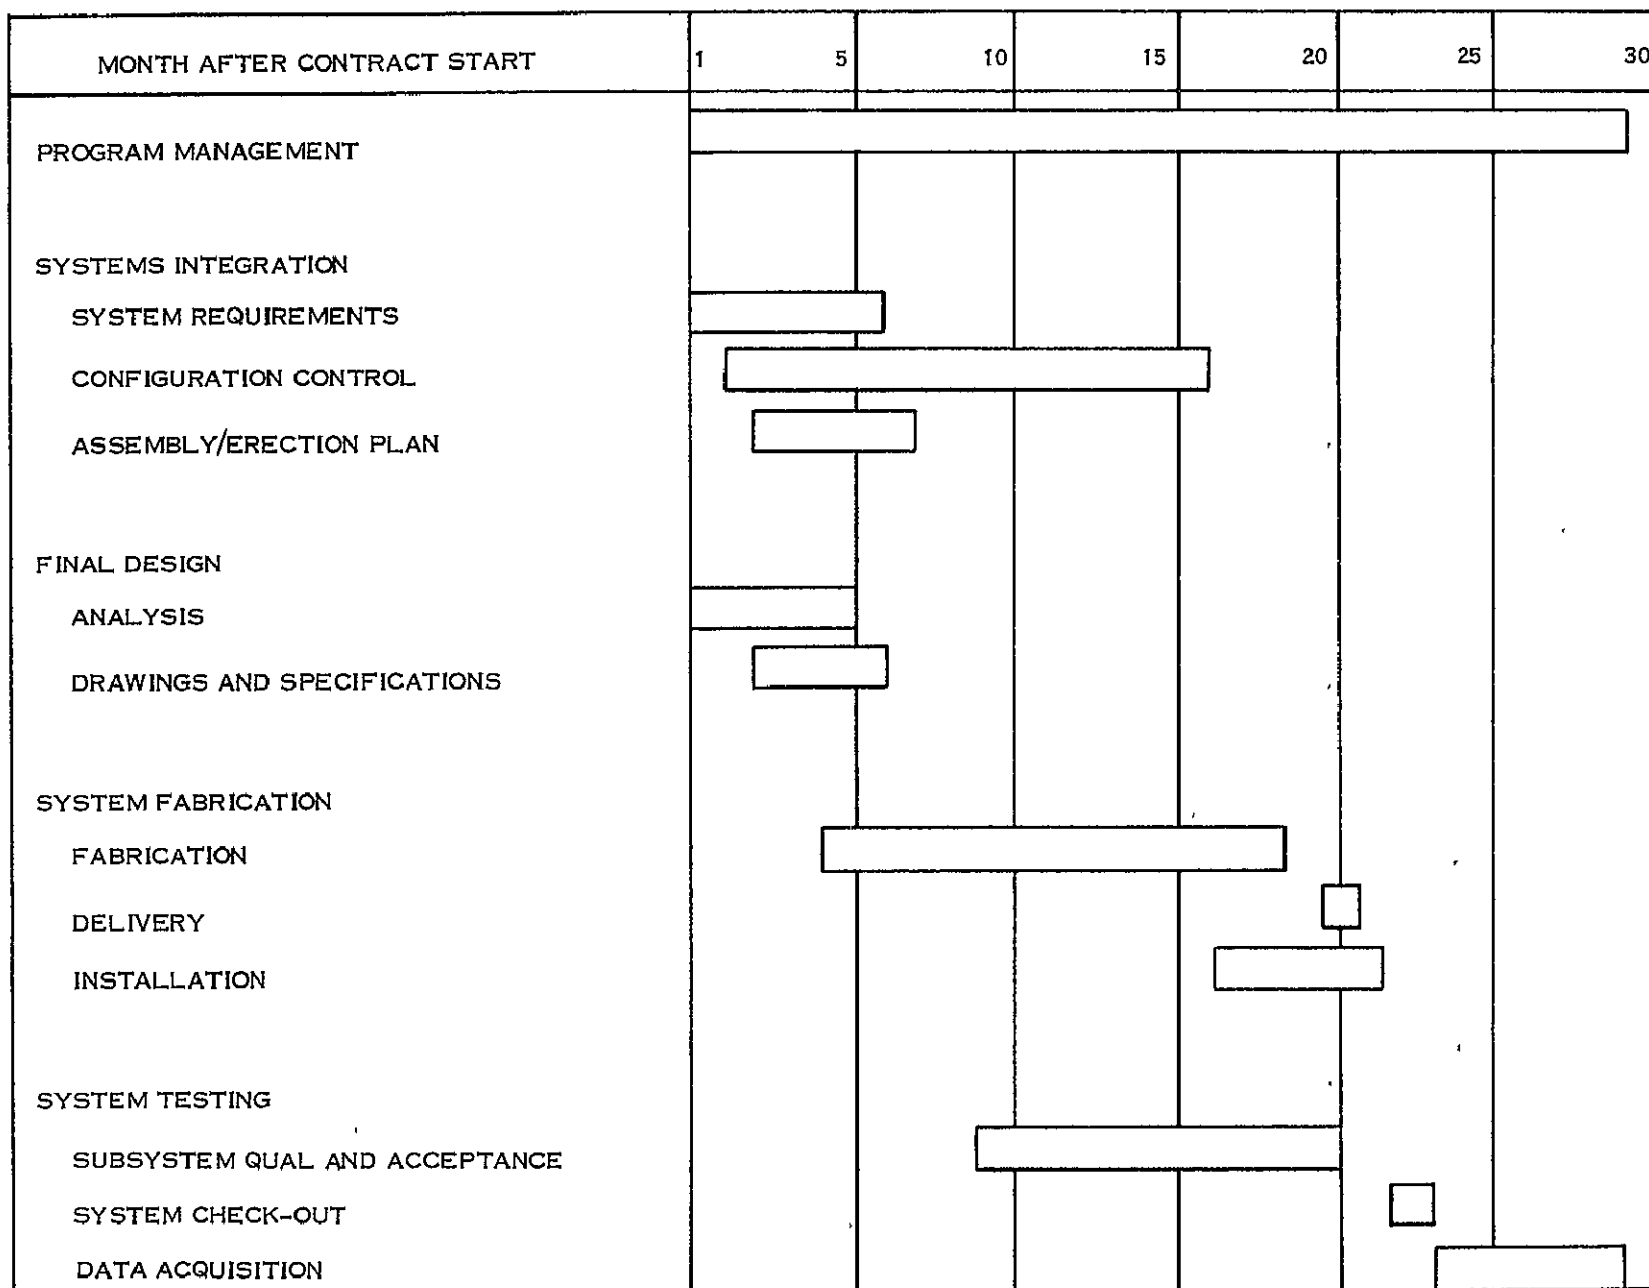 MONTH AFTER CONTRACT START 1 5 10 15 20 25 30
PROGRAM MANAGEMENT
SYSTEMS INTEGRATION
SYSTEM REQUIREMENTS
CONFIGURATION CONTROL
ASSEMBLY/ERECTION PLAN
FINAL DESIGN
ANALYSIS
DRAWINGS AND SPECIFICATIONS
SYSTEM FABRICATION
FABRICATION
DELIVERY
INSTALLATION
SYSTEM TESTING
SUBSYSTEM QUAL AND ACCEPTANCE
SYSTEM CHECK-OUT
DATA ACQUISITION